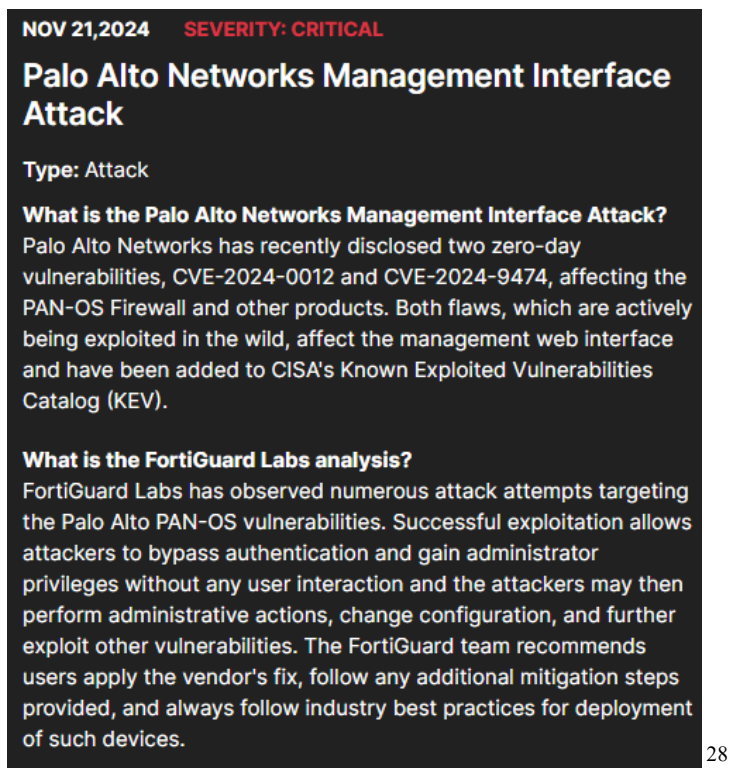 NOV 21,2024 SEVERITY: CRITICAL
Palo Alto Networks Management Interface
Attack
Type: Attack
What is the Palo Alto Networks Management Interface Attack?
Palo Alto Networks has recently disclosed two zero-day
vulnerabilities, CVE-2024-0012 and CVE-2024-9474, affecting the
PAN-OS Firewall and other products. Both flaws, which are actively
being exploited in the wild, affect the management web interface
and have been added to CISA's Known Exploited Vulnerabilities
Catalog (KEV).
What is the FortiGuard Labs analysis?
FortiGuard Labs has observed numerous attack attempts targeting
the Palo Alto PAN-OS vulnerabilities. Successful exploitation allows
attackers to bypass authentication and gain administrator
privileges without any user interaction and the attackers may then
perform administrative actions, change configuration, and further
exploit other vulnerabilities. The FortiGuard team recommends
users apply the vendor's fix, follow any additional mitigation steps
provided, and always follow industry best practices for deployment
of such devices.
28